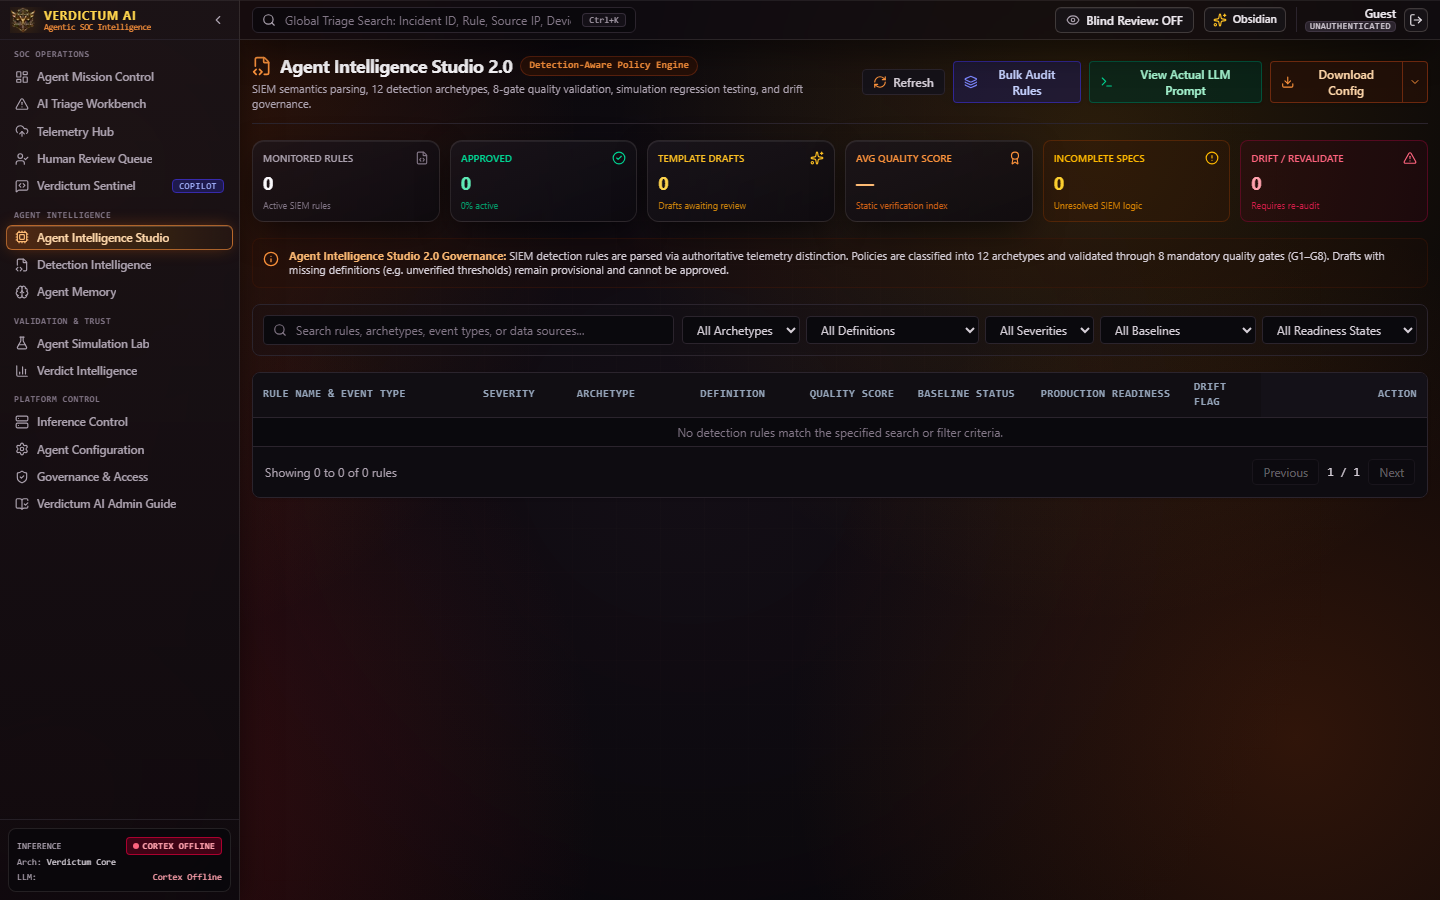 VERDICTUM AI
Agentic SOC Intelligence
Global Triage Search: Incident ID, Rule, Source IP, Devi
Ctrl+K
Blind Review: OFF
Obsidian
Guest
UNAUTHENTICATED
SOC OPERATIONS
Agent Mission Control
AI Triage Workbench
Telemetry Hub
Human Review Queue
Verdictum Sentinel
COPILOT
AGENT INTELLIGENCE
Agent Intelligence Studio
Detection Intelligence
Agent Memory
VALIDATION & TRUST
Agent Simulation Lab
Verdict Intelligence
PLATFORM CONTROL
Inference Control
Agent Configuration
Governance & Access
Verdictum AI Admin Guide
INFERENCE
CORTEX OFFLINE
Arch: Verdictum Core
LLM:
Cortex Offline
Agent Intelligence Studio 2.0
Detection-Aware Policy Engine
SIEM semantics parsing, 12 detection archetypes, 8-gate quality validation, simulation regression testing, and drift
governance.
Refresh
Bulk Audit
Rules
View Actual LLM
Prompt
Download
Config
MONITORED RULES
0
Active SIEM rules
APPROVED
0
0% active
TEMPLATE DRAFTS
0
Drafts awaiting review
AVG QUALITY SCORE
—
Static verification index
INCOMPLETE SPECS
0
Unresolved SIEM logic
DRIFT / REVALIDATE
0
Requires re-audit
Agent Intelligence Studio 2.0 Governance: SIEM detection rules are parsed via authoritative telemetry distinction. Policies are classified into 12 archetypes and validated through 8 mandatory quality gates (G1–G8). Drafts with
missing definitions (e.g. unverified thresholds) remain provisional and cannot be approved.
Search rules, archetypes, event types, or data sources...
All Archetypes
All Definitions
All Severities
All Baselines
All Readiness States
RULE NAME & EVENT TYPE
SEVERITY
ARCHETYPE
DEFINITION
QUALITY SCORE
BASELINE STATUS
PRODUCTION READINESS
DRIFT
FLAG
ACTION
No detection rules match the specified search or filter criteria.
Showing 0 to 0 of 0 rules
Previous
1 / 1
Next